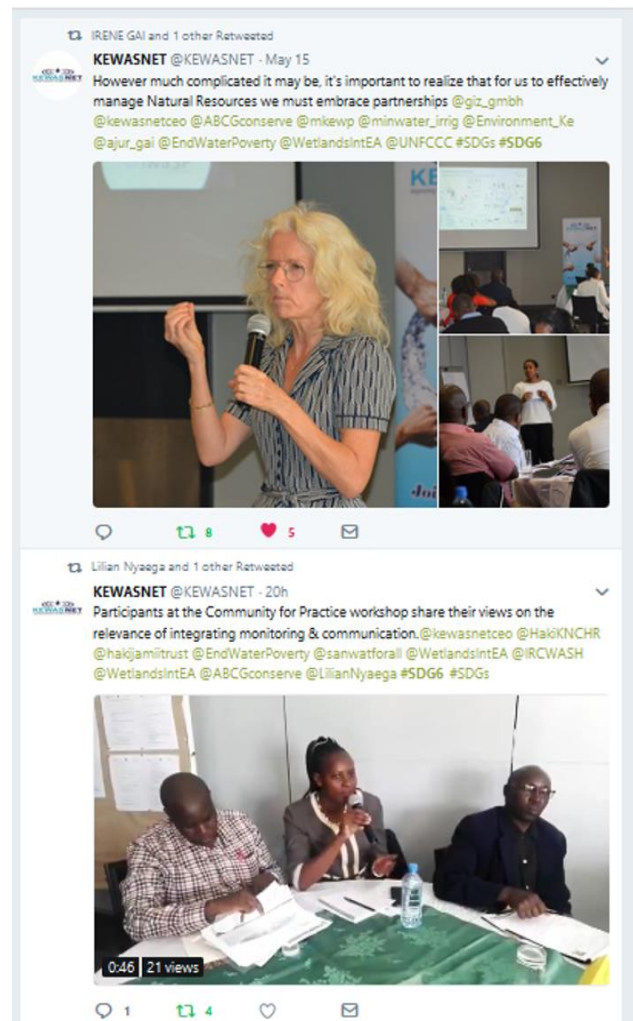 IRENE GAI and 1 other Retweeted
KEWASNET @KEWASNET - May 15
KEWASNET
However much complicated it may be, it's important to realize that for us to effectively
manage Natural Resources we must embrace partnerships @giz_gmbh
@kewasnetceo @ABCGconserve @mkewp @minwater_irrig @Environment_Ke
@ajur_gai @EndWaterPoverty @WetlandsIntEA @UNFCCC #SDGs #SDG6
KE
Joi
8 5
Lilian Nyaega and 1 other Retweeted
KEWASNET @KEWASNET - 20h
KEWASNET
Participants at the Community for Practice workshop share their views on the
relevance of integrating monitoring & communication.@kewasnetceo @HakiKNCHR
@hakijamiitrust @EndWaterPoverty @sanwatforall @WetlandsIntEA @IRCWASH
@WetlandsIntEA @ABCGconserve @LilianNyaega #SDG6 #SDGs
0:46 21 views
1 4